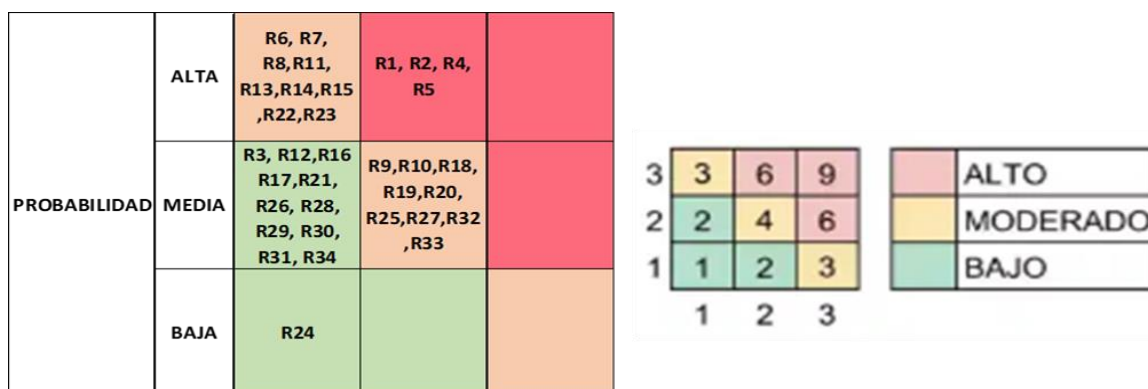 PROBABILIDAD
ALTA
R6, R7,
R8,R11,
R13,R14,R15
,R22,R23
R1, R2, R4,
R5
MEDIA
R3, R12,R16
R17,R21,
R26, R28,
R29, R30,
R31, R34
R9,R10,R18,
R19,R20,
R25,R27,R32
,R33
BAJA
R24
3 3 6 9
2 2 4 6
1 1 2 3
1 2 3
ALTO
MODERADO
BAJO